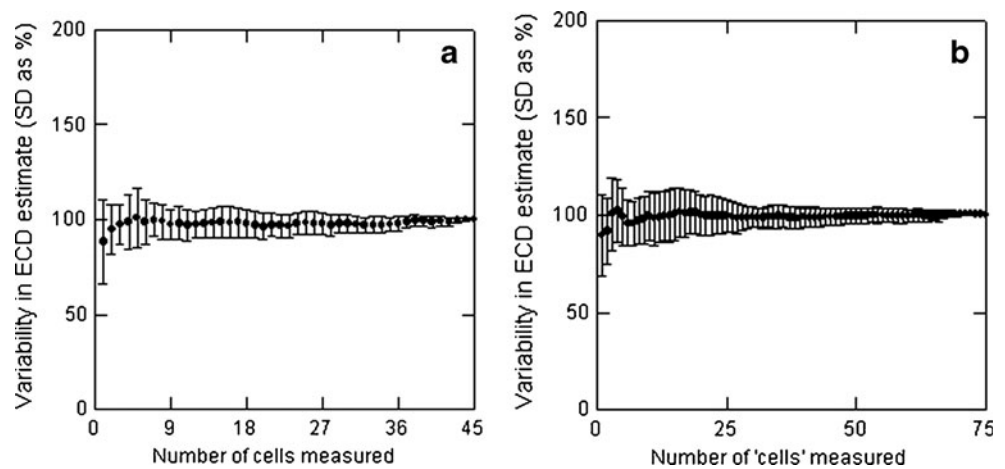 a
Variability in ECD estimate (SD as %)
200
150
100
50
0
0 9 18 27 36 45
Number of cells measured
b
Variability in ECD estimate (SD as %)
200
150
100
50
0
0 25 50 75
Number of 'cells' measured